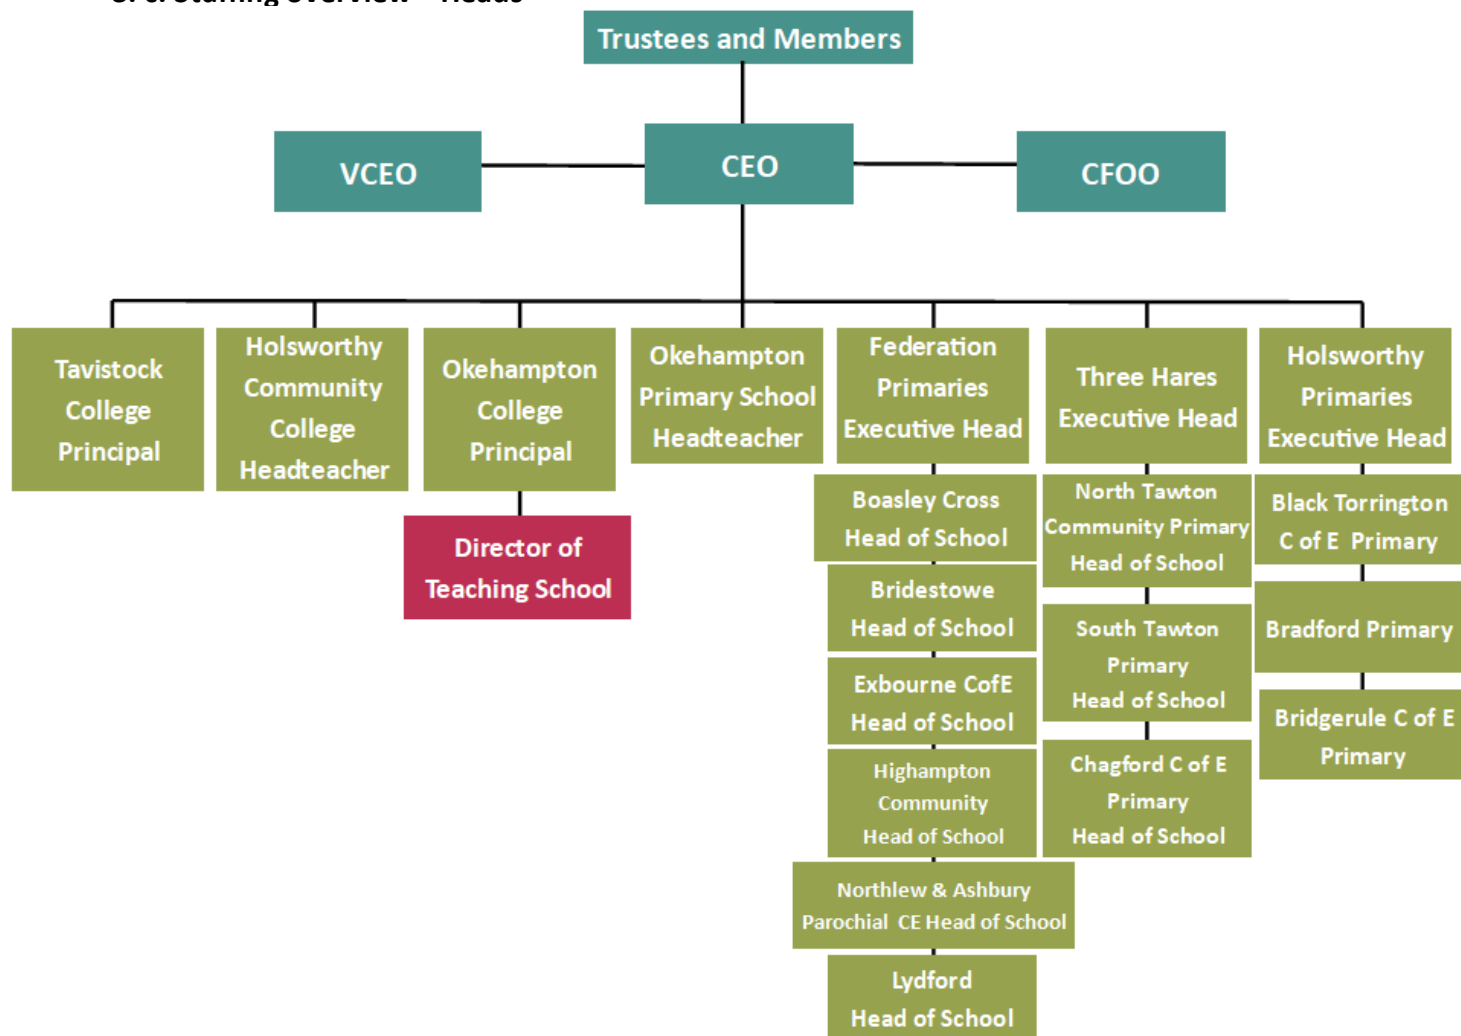 Staffing overview – Heads
Trustees and Members
VCEO
CEO
CFOO
Tavistock
College
Principal
Holsworthy
Community
College
Headteacher
Okehampton
College
Principal
Director of
Teaching School
Okehampton
Primary School
Headteacher
Federation
Primaries
Executive Head
Boasley Cross
Head of School
Bridestowe
Head of School
Exbourne CofE
Head of School
Highampton
Community
Head of School
Northlew & Ashbury
Parochial CE Head of School
Lydford
Head of School
Three Hares
Executive Head
North Tawton
Community Primary
Head of School
South Tawton
Primary
Head of School
Chagford C of E
Primary
Head of School
Holsworthy
Primaries
Executive Head
Black Torrington
C of E Primary
Bradford Primary
Bridgerule C of E
Primary